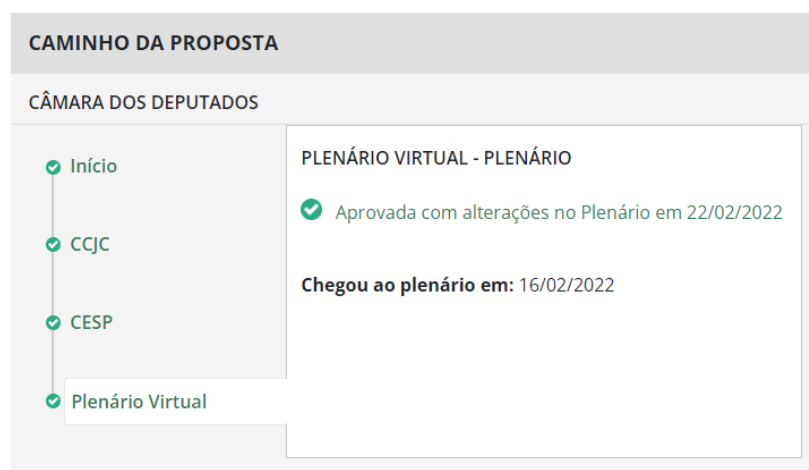 CAMINHO DA PROPOSTA
CÂMARA DOS DEPUTADOS
Início
CCJC
CESP
Plenário Virtual
PLENÁRIO VIRTUAL - PLENÁRIO
Aprovada com alterações no Plenário em 22/02/2022
Chegou ao plenário em: 16/02/2022